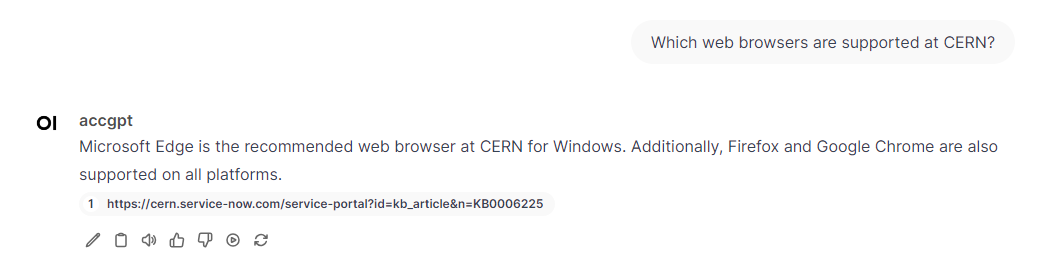 Which web browsers are supported at CERN?
OI accgpt
Microsoft Edge is the recommended web browser at CERN for Windows. Additionally, Firefox and Google Chrome are also
supported on all platforms.
1 https://cern.service-now.com/service-portal?id=kb_article&n=KB0006225